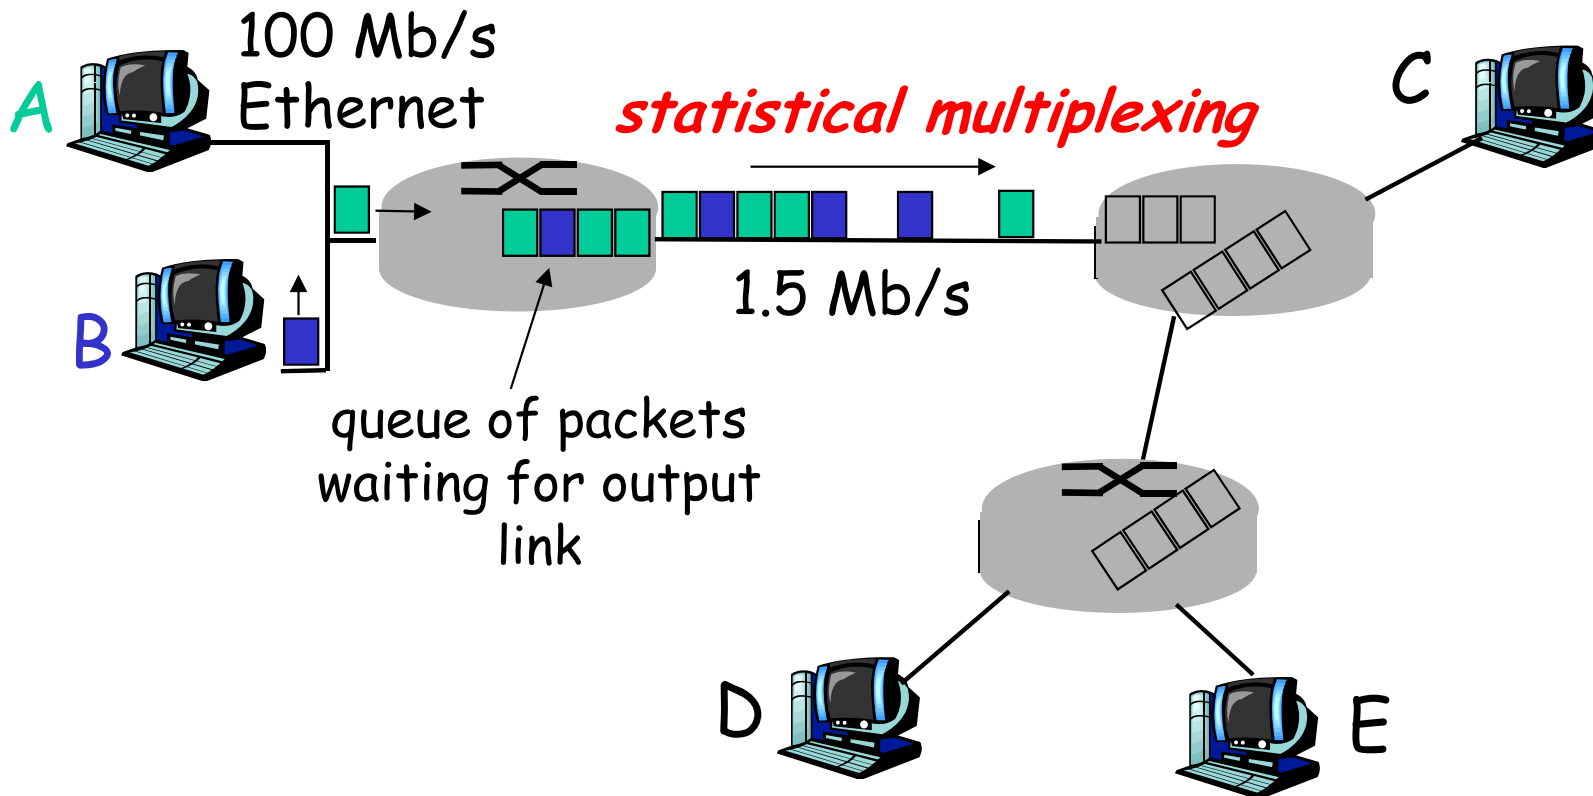 100 Mb/s
Ethernet
A
statistical multiplexing
C
B
1.5 Mb/s
queue of packets
waiting for output
link
D
E